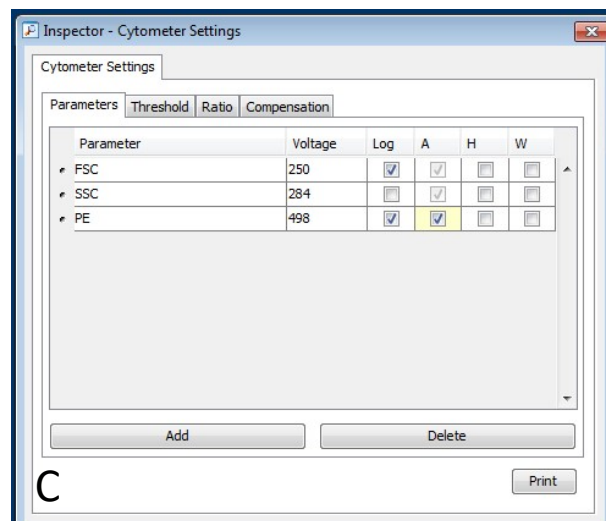 Inspector - Cytometer Settings
Cytometer Settings
Parameters Threshold Ratio Compensation
Parameter Voltage Log A H W
FSC 250
SSC 284
PE 498
Add Delete
C Print